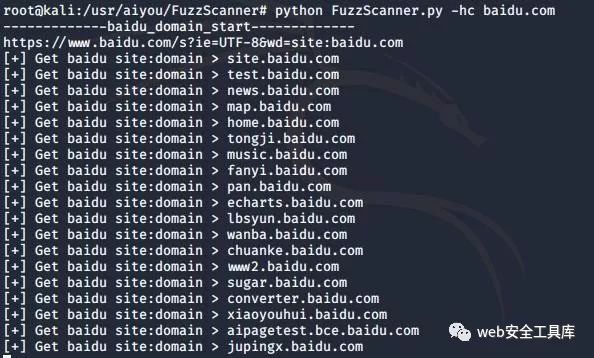 root@kali:/usr/aiyou/FuzzScanner# python FuzzScanner.py -hc baidu.com
-------------baidu_domain_start-------------
https://www.baidu.com/s?ie=UTF-8&wd=site:baidu.com
[+] Get baidu site:domain > site.baidu.com
[+] Get baidu site:domain > test.baidu.com
[+] Get baidu site:domain > news.baidu.com
[+] Get baidu site:domain > map.baidu.com
[+] Get baidu site:domain > home.baidu.com
[+] Get baidu site:domain > tongji.baidu.com
[+] Get baidu site:domain > music.baidu.com
[+] Get baidu site:domain > fanyi.baidu.com
[+] Get baidu site:domain > pan.baidu.com
[+] Get baidu site:domain > echarts.baidu.com
[+] Get baidu site:domain > lbsyun.baidu.com
[+] Get baidu site:domain > wanba.baidu.com
[+] Get baidu site:domain > chuanke.baidu.com
[+] Get baidu site:domain > www2.baidu.com
[+] Get baidu site:domain > sugar.baidu.com
[+] Get baidu site:domain > converter.baidu.com
[+] Get baidu site:domain > xiaoyouhui.baidu.com
[+] Get baidu site:domain > aipagetest.bce.baidu.com
[+] Get baidu site:domain > jupingx.baidu.com
web安全工具库